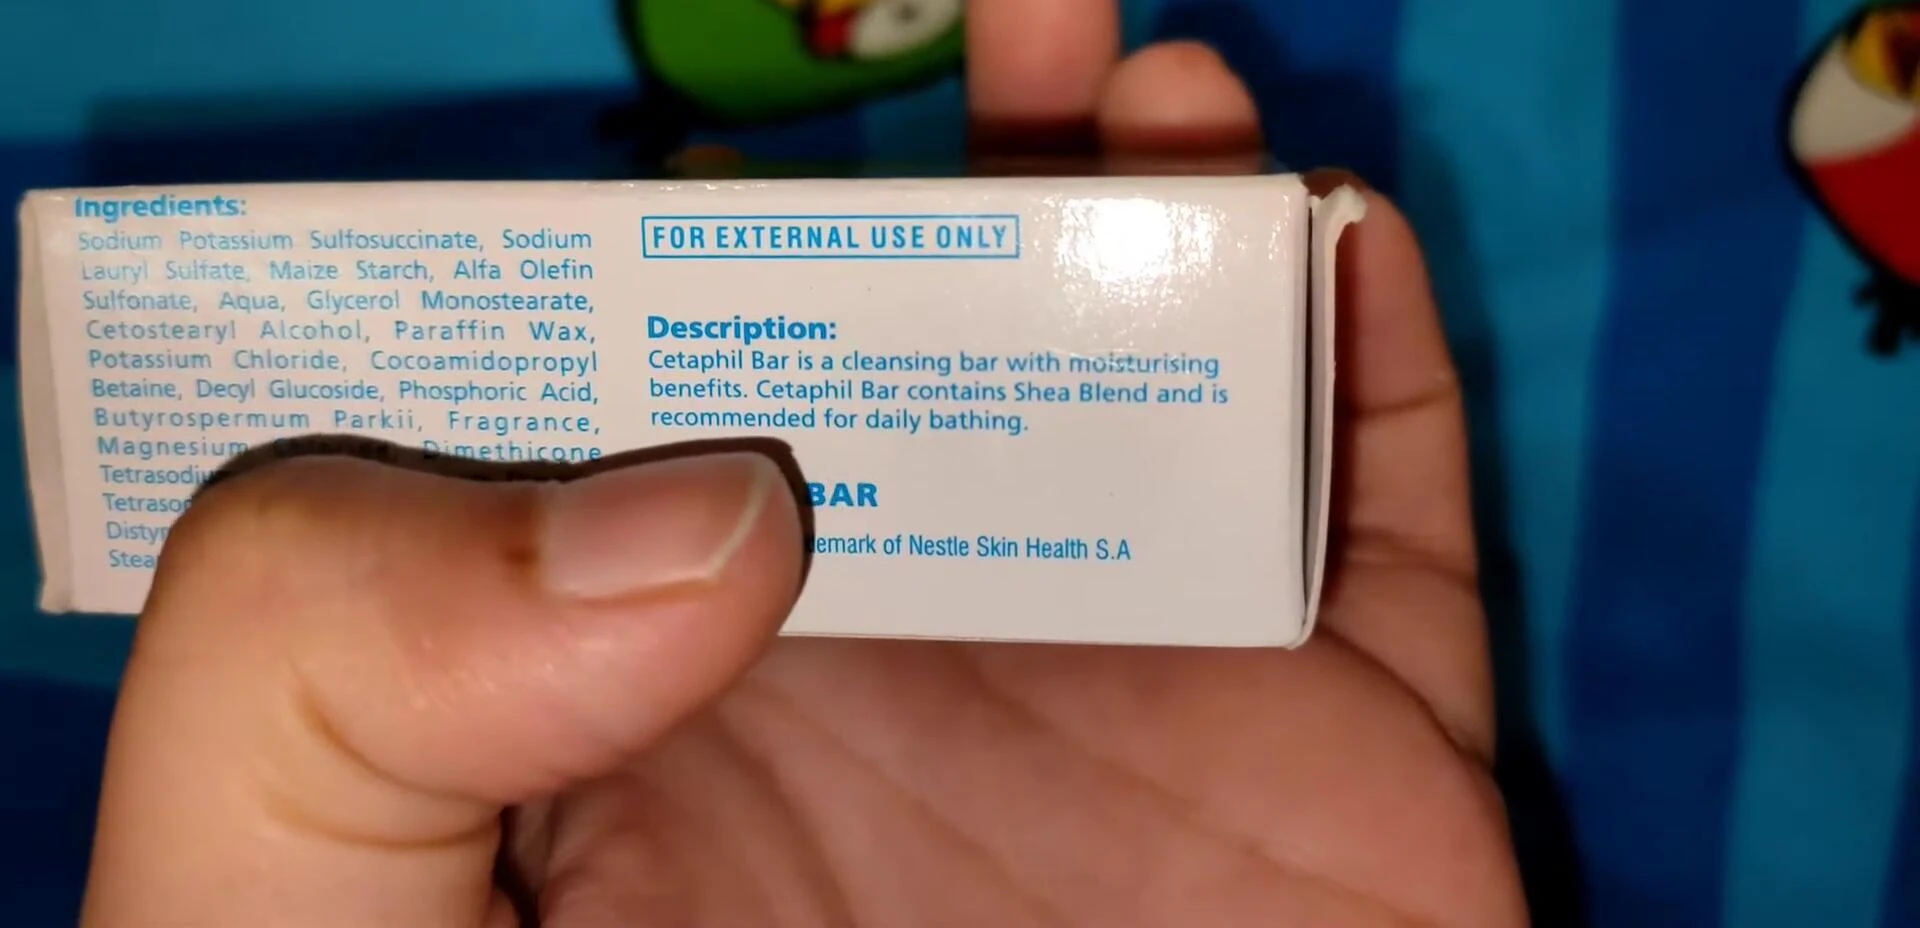 Ingredients:
Sodium Potassium Sulfosuccinate, Sodium
Lauryl Sulfate, Maize Starch, Alfa Olefin
Sulfonate, Aqua, Glycerol Monostearate,
Cetostearyl Alcohol, Paraffin Wax,
Potassium Chloride, Cocoamidopropyl
Betaine, Decyl Glucoside, Phosphoric Acid,
Butyrospermum Parkii, Fragrance,
Magnesium Dimethicone
FOR EXTERNAL USE ONLY
Description:
Cetaphil Bar is a cleansing bar with moisturising
benefits. Cetaphil Bar contains Shea Blend and is
recommended for daily bathing.
BAR
of Nestle Skin Health S.A